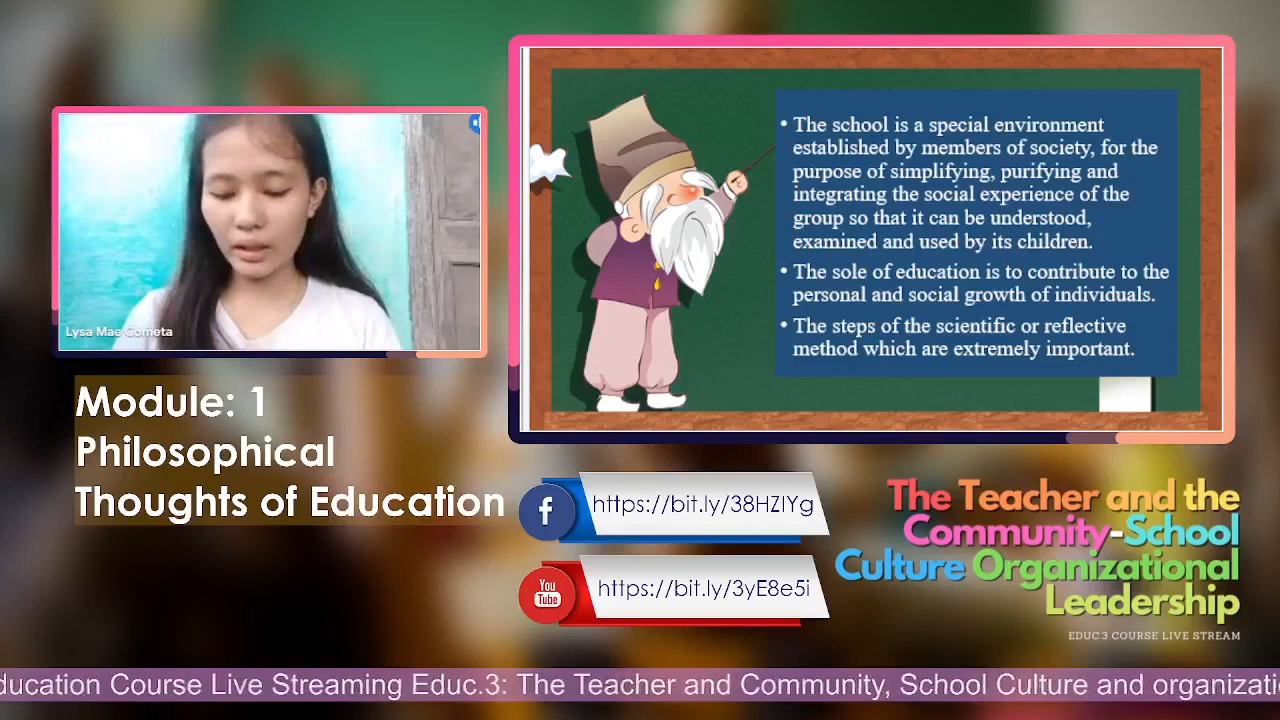 Lysa Mae Cometa
Module: 1
Philosophical
Thoughts of Education
• The school is a special environment
established by members of society, for the
purpose of simplifying, purifying and
integrating the social experience of the
group so that it can be understood,
examined and used by its children.
• The sole of education is to contribute to the
personal and social growth of individuals.
• The steps of the scientific or reflective
method which are extremely important.
f
https://bit.ly/38HZlYg
You
Tube
https://bit.ly/3yE8e5i
The Teacher and the
Community-School
Culture Organizational
Leadership
EDUC 3 COURSE LIVE STREAM
ducation Course Live Streaming Educ.3: The Teacher and Community, School Culture and organizati